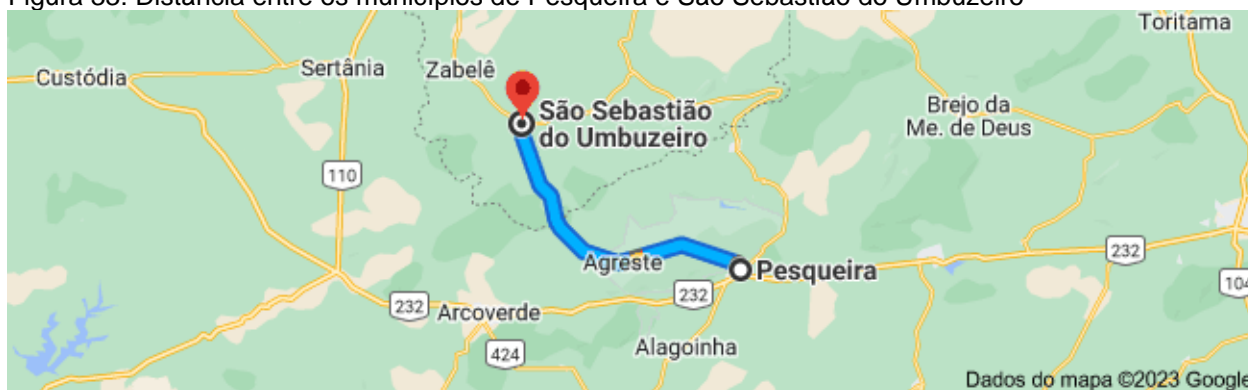 Figura 33. Distância entre os municípios de Pesqueira e São Sebastião do Umbuzeiro
Toritama
Custódia
Sertânia
Zabelê
São Sebastião
do Umbuzeiro
Brejo da
Me. de Deus
110
Agreste
Pesqueira
232
232
104
232
Arcoverde
424
Alagoinha
Dados do mapa ©2023 Google